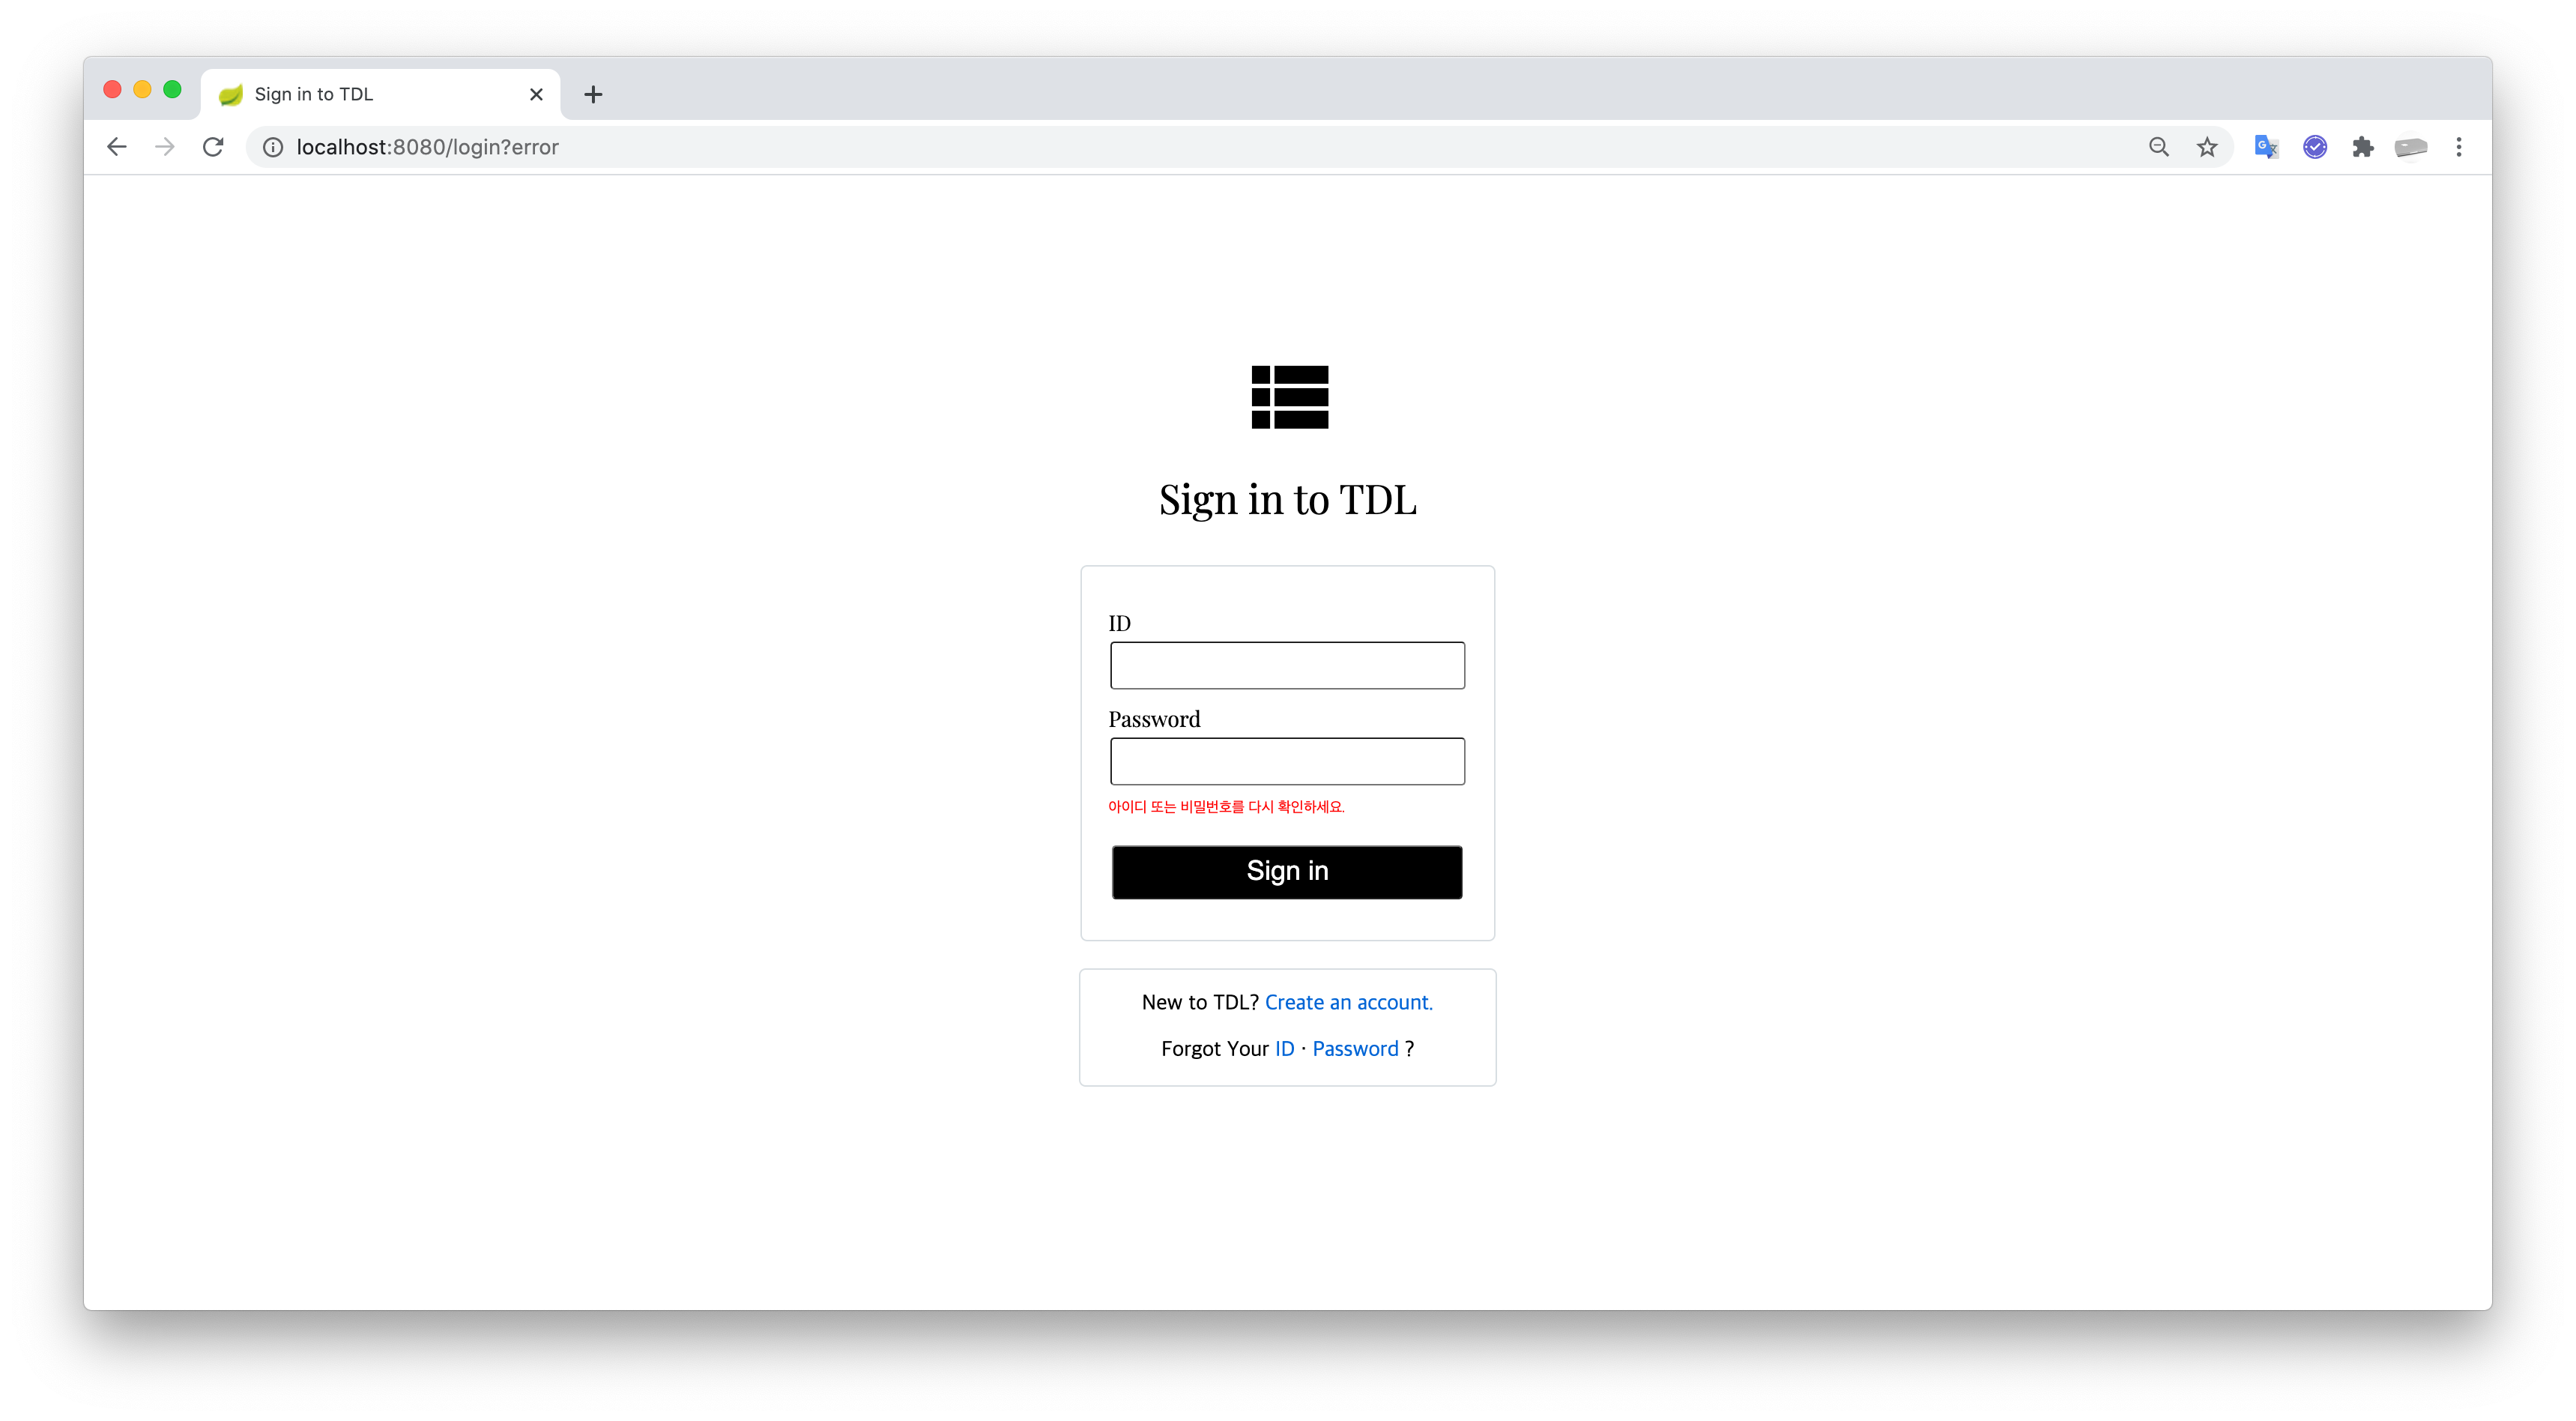 Sign in to TDL
localhost:8080/login?error
Sign in to TDL
ID
Password
아이디 또는 비밀번호를 다시 확인하세요.
Sign in
New to TDL? Create an account.
Forgot Your ID · Password ?